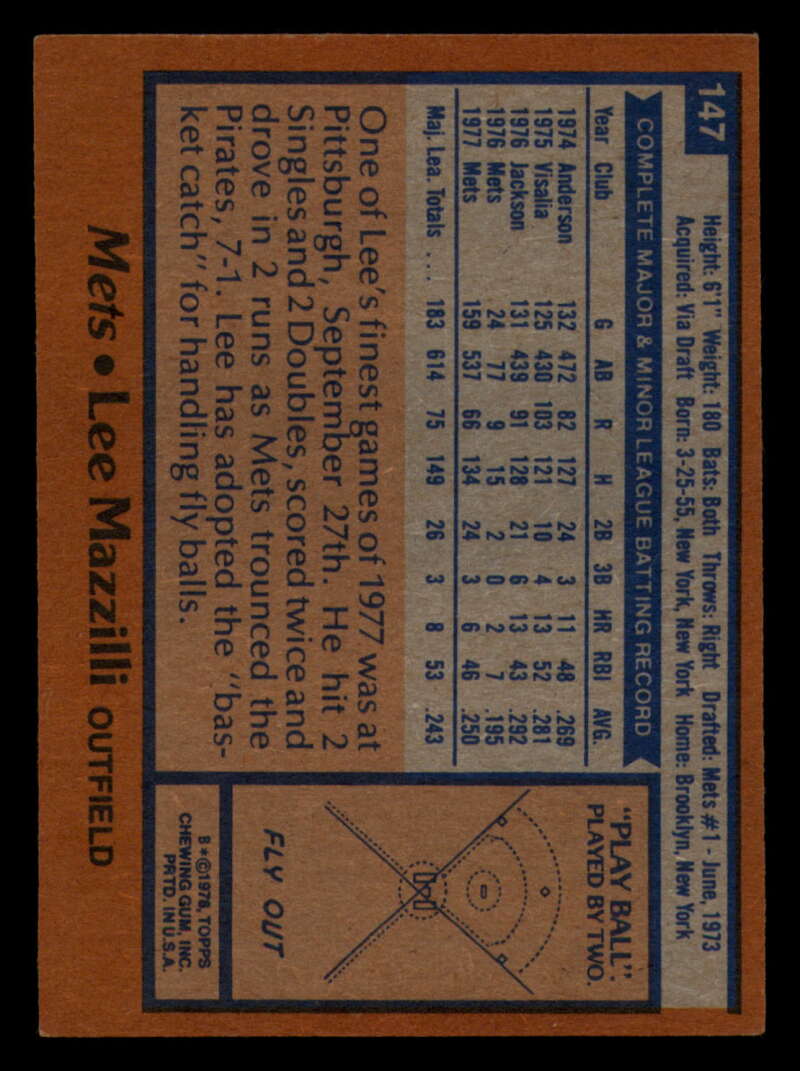 147
Height: 6'1" Weight: 180 Bats: Both Throws: Right Drafted: Mets #1 - June, 1973
Acquired: Via Draft Born: 3-25-55, New York, New York Home: Brooklyn, New York
COMPLETE MAJOR & MINOR LEAGUE BATTING RECORD
Year Club G AB R H 2B 3B HR RBI AVG.
1974 Anderson 132 472 82 127 24 3 11 48 .269
1975 Visalia 125 430 103 121 10 4 13 52 .281
1976 Jackson 131 439 91 128 21 6 13 43 .292
1976 Mets 24 77 9 15 2 0 2 7 .195
1977 Mets 159 537 66 134 24 3 6 46 .250
Maj. Lea. Totals .... 183 614 75 149 26 3 8 53 .243
One of Lee's finest games of 1977 was at
Pittsburgh, September 27th. He hit 2
Singles and 2 Doubles, scored twice and
drove in 2 runs as Mets trounced the
Pirates, 7-1. Lee has adopted the "bas-
ket catch" for handling fly balls.
"PLAY BALL":
PLAYED BY TWO.
FLY OUT
B*©1978, TOPPS
CHEWING GUM, INC.
PRTD. IN U.S.A.
Mets • Lee Mazzilli OUTFIELD